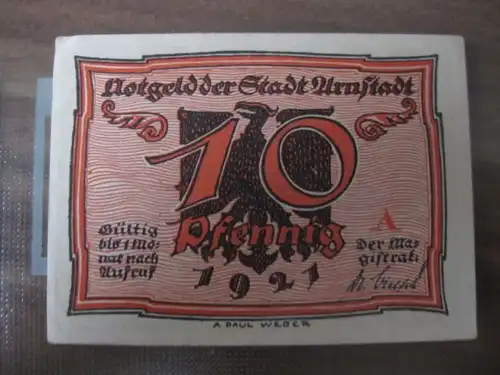 Notgeld der Stadt Arnstadt
10
Pfennig
1921
Gültig
bis 1 Mo-
nat nach
Aufruf
A
Der Ma-
gistrat:
A PAUL WEBER